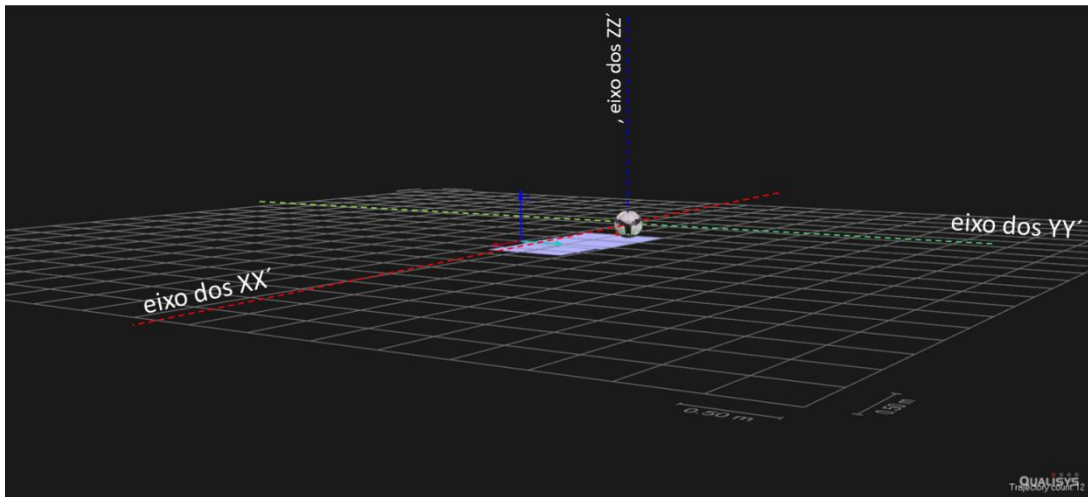 , eixo dos ZZ´
eixo dos YY´
eixo dos XX´
0.50 m
0.50 m
QUALISYS
Trajectory count: 12